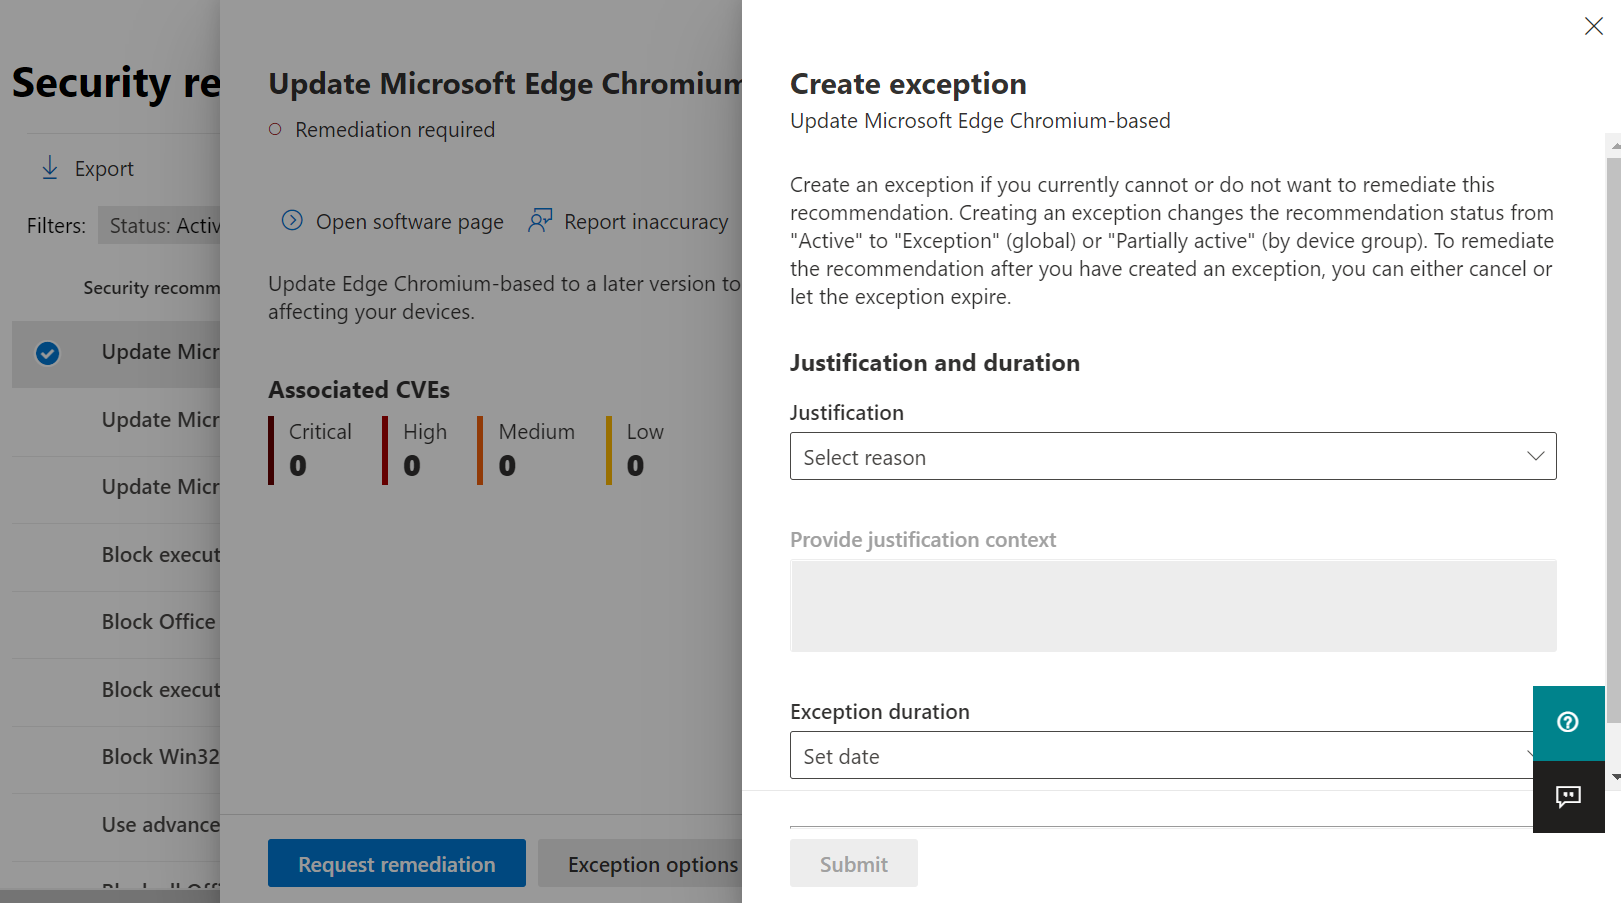 Security re
Export
Filters:
Status: Activ
Security recomm
Update Micr
Update Micr
Update Micr
Block execut
Block Office
Block execut
Block Win32
Use advance
Update Microsoft Edge Chromium
Remediation required
Open software page
Report inaccuracy
Update Edge Chromium-based to a later version to
affecting your devices.
Associated CVEs
Critical
0
High
0
Medium
0
Low
0
Request remediation
Exception options
Create exception
Update Microsoft Edge Chromium-based
Create an exception if you currently cannot or do not want to remediate this
recommendation. Creating an exception changes the recommendation status from
"Active" to "Exception" (global) or "Partially active" (by device group). To remediate
the recommendation after you have created an exception, you can either cancel or
let the exception expire.
Justification and duration
Justification
Select reason
Provide justification context
Exception duration
Set date
Submit